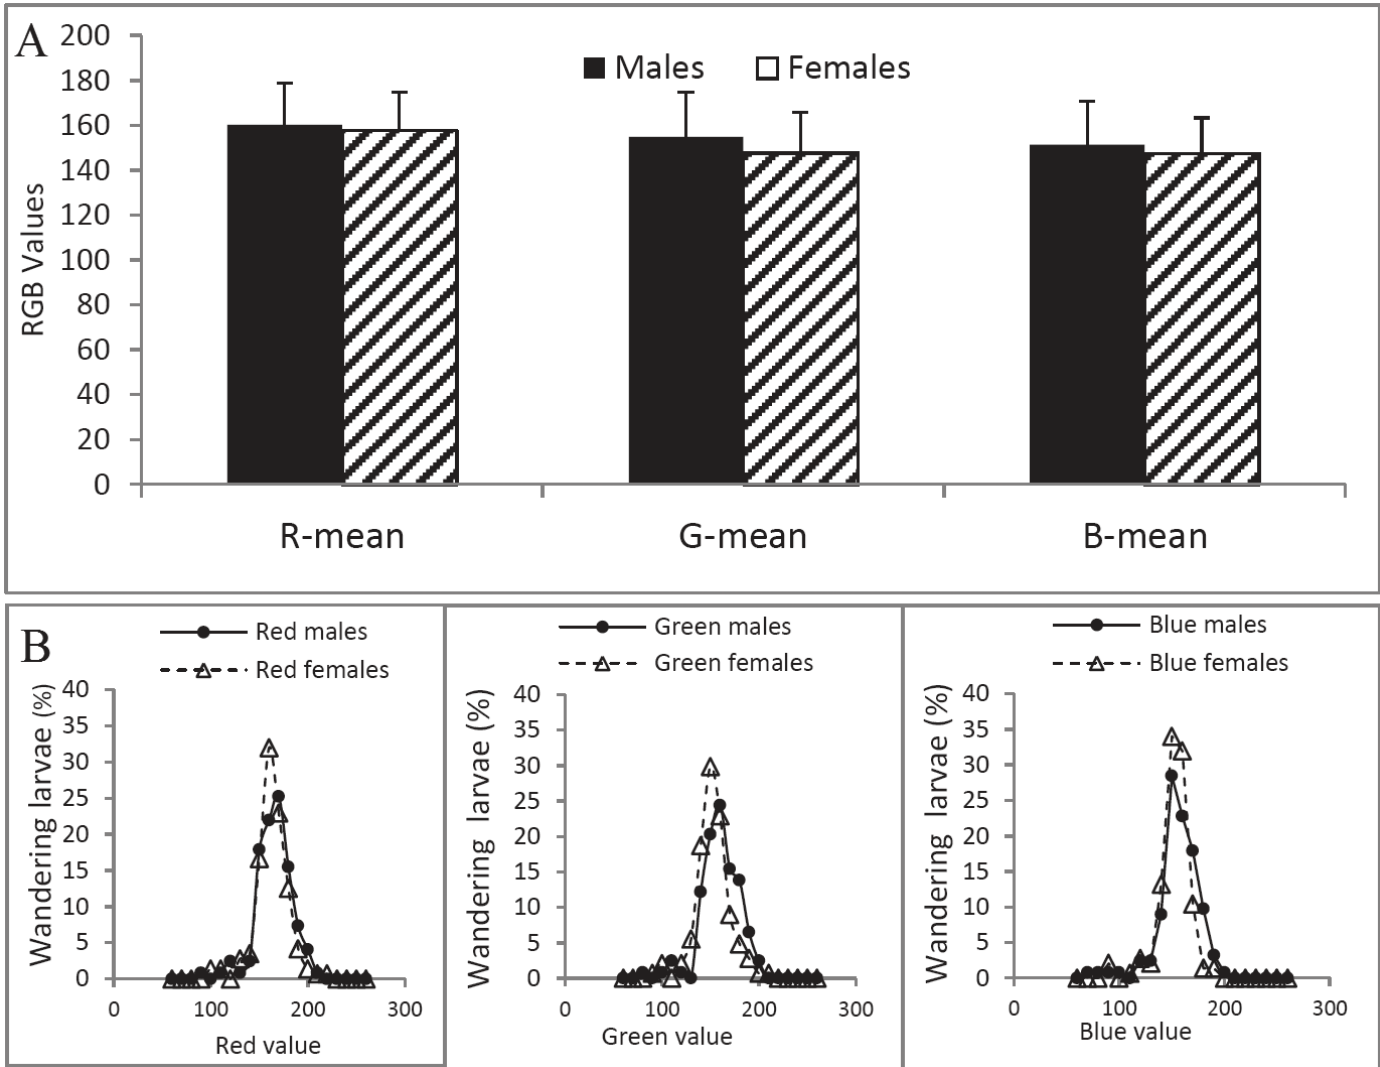 A
200
180
160
140
120
100
80
60
40
20
0
RGB Values
Males Females
R-mean G-mean B-mean
B
Red males
Red females
Wandering larvae (%)
40
35
30
25
20
15
10
5
0
0 100 200 300
Red value
Green males
Green females
Wandering larvae (%)
40
35
30
25
20
15
10
5
0
0 100 200 300
Green value
Blue males
Blue females
Wandering larvae (%)
40
35
30
25
20
15
10
5
0
0 100 200 300
Blue value